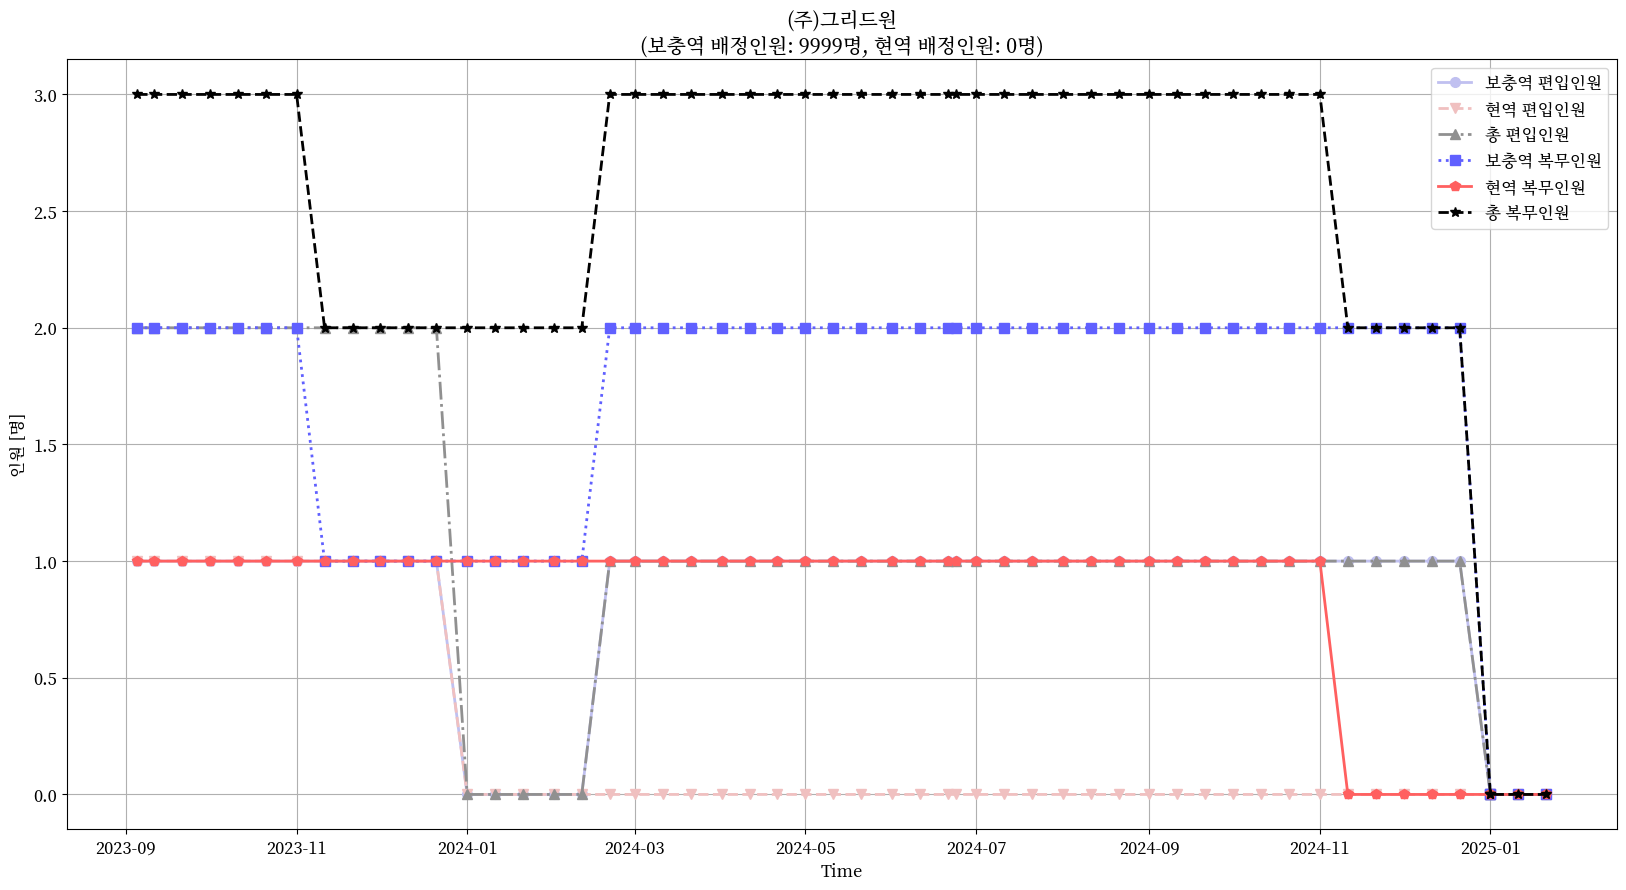 (주)그리드원
(보충역 배정인원: 9999명, 현역 배정인원: 0명)
보충역 편입인원
현역 편입인원
총 편입인원
보충역 복무인원
현역 복무인원
총 복무인원
인원 [명]
3.0
2.5
2.0
1.5
1.0
0.5
0.0
2023-09
2023-11
2024-01
2024-03
2024-05
2024-07
2024-09
2024-11
2025-01
Time